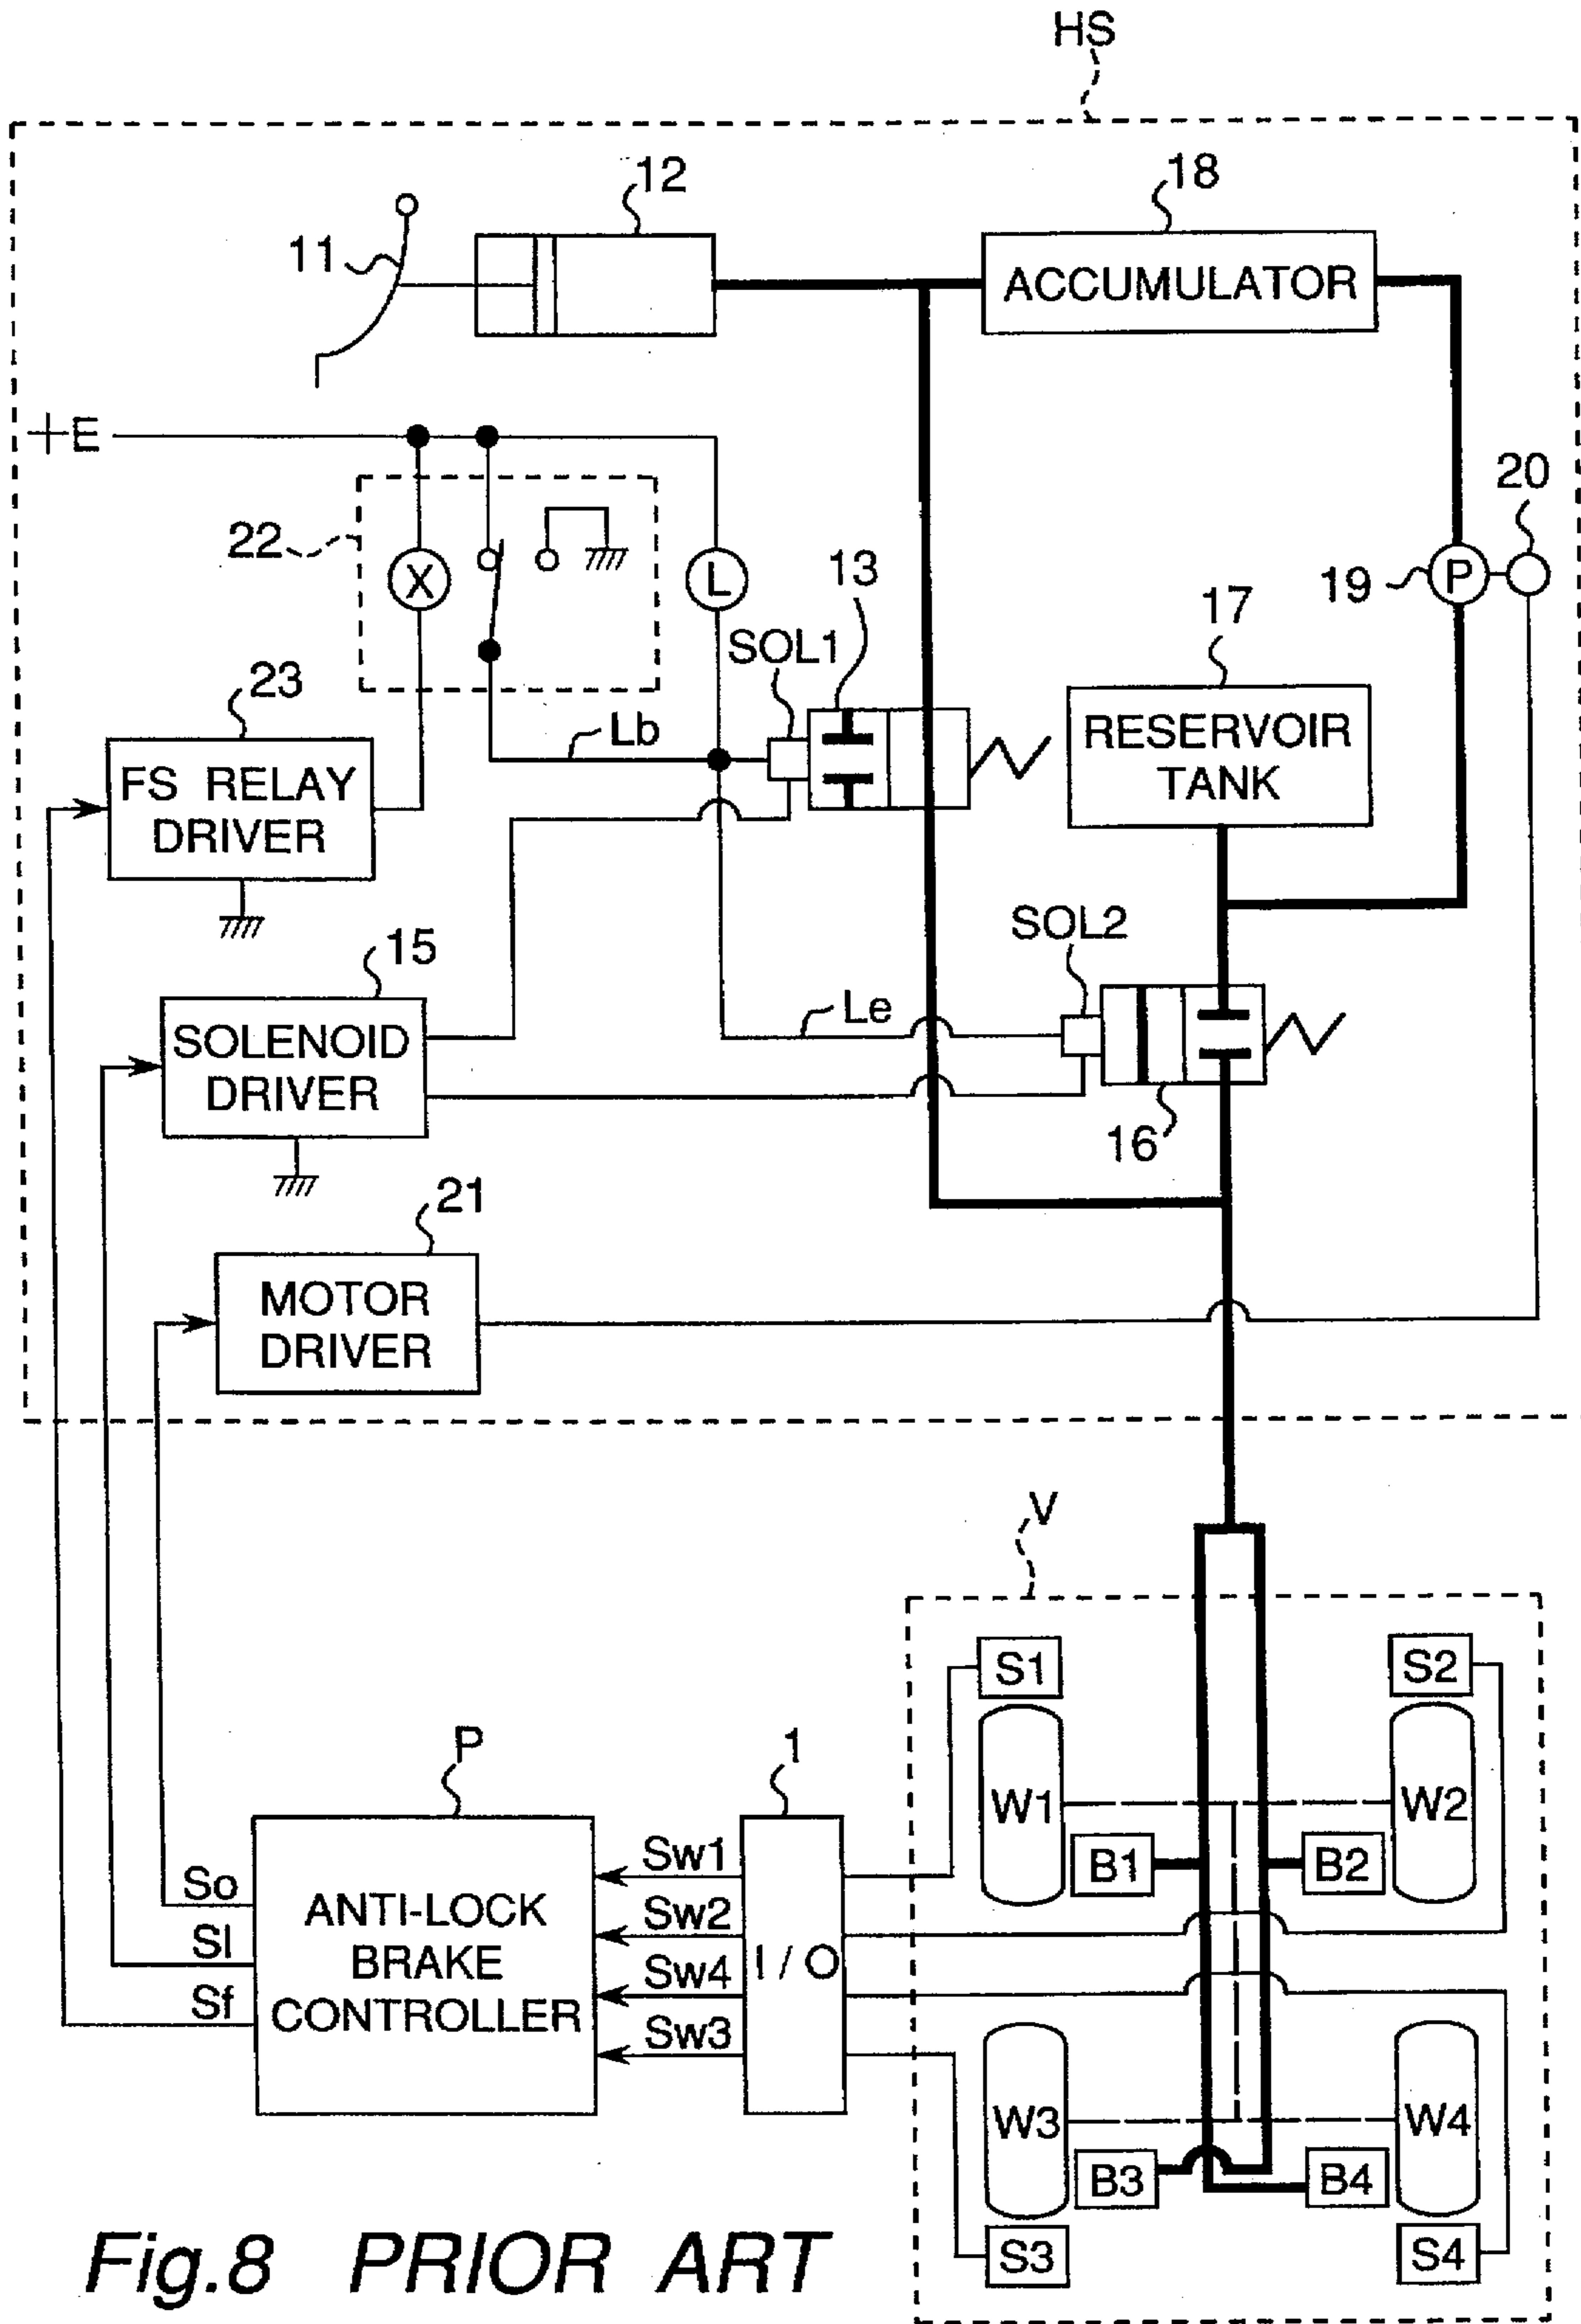 HS
12
18
11
ACCUMULATOR
+E
20
22
X
L
13
19
P
17
SOL1
23
Lb
RESERVOIR
TANK
FS RELAY
DRIVER
SOL2
15
Le
SOLENOID
DRIVER
16
21
MOTOR
DRIVER
V
S1
S2
P
1
W1
W2
Sw1
B1
B2
So
ANTI-LOCK
BRAKE
CONTROLLER
Sw2
I/O
Sl
Sw4
Sf
Sw3
W3
W4
B3
B4
S3
S4
Fig.8 PRIOR ART